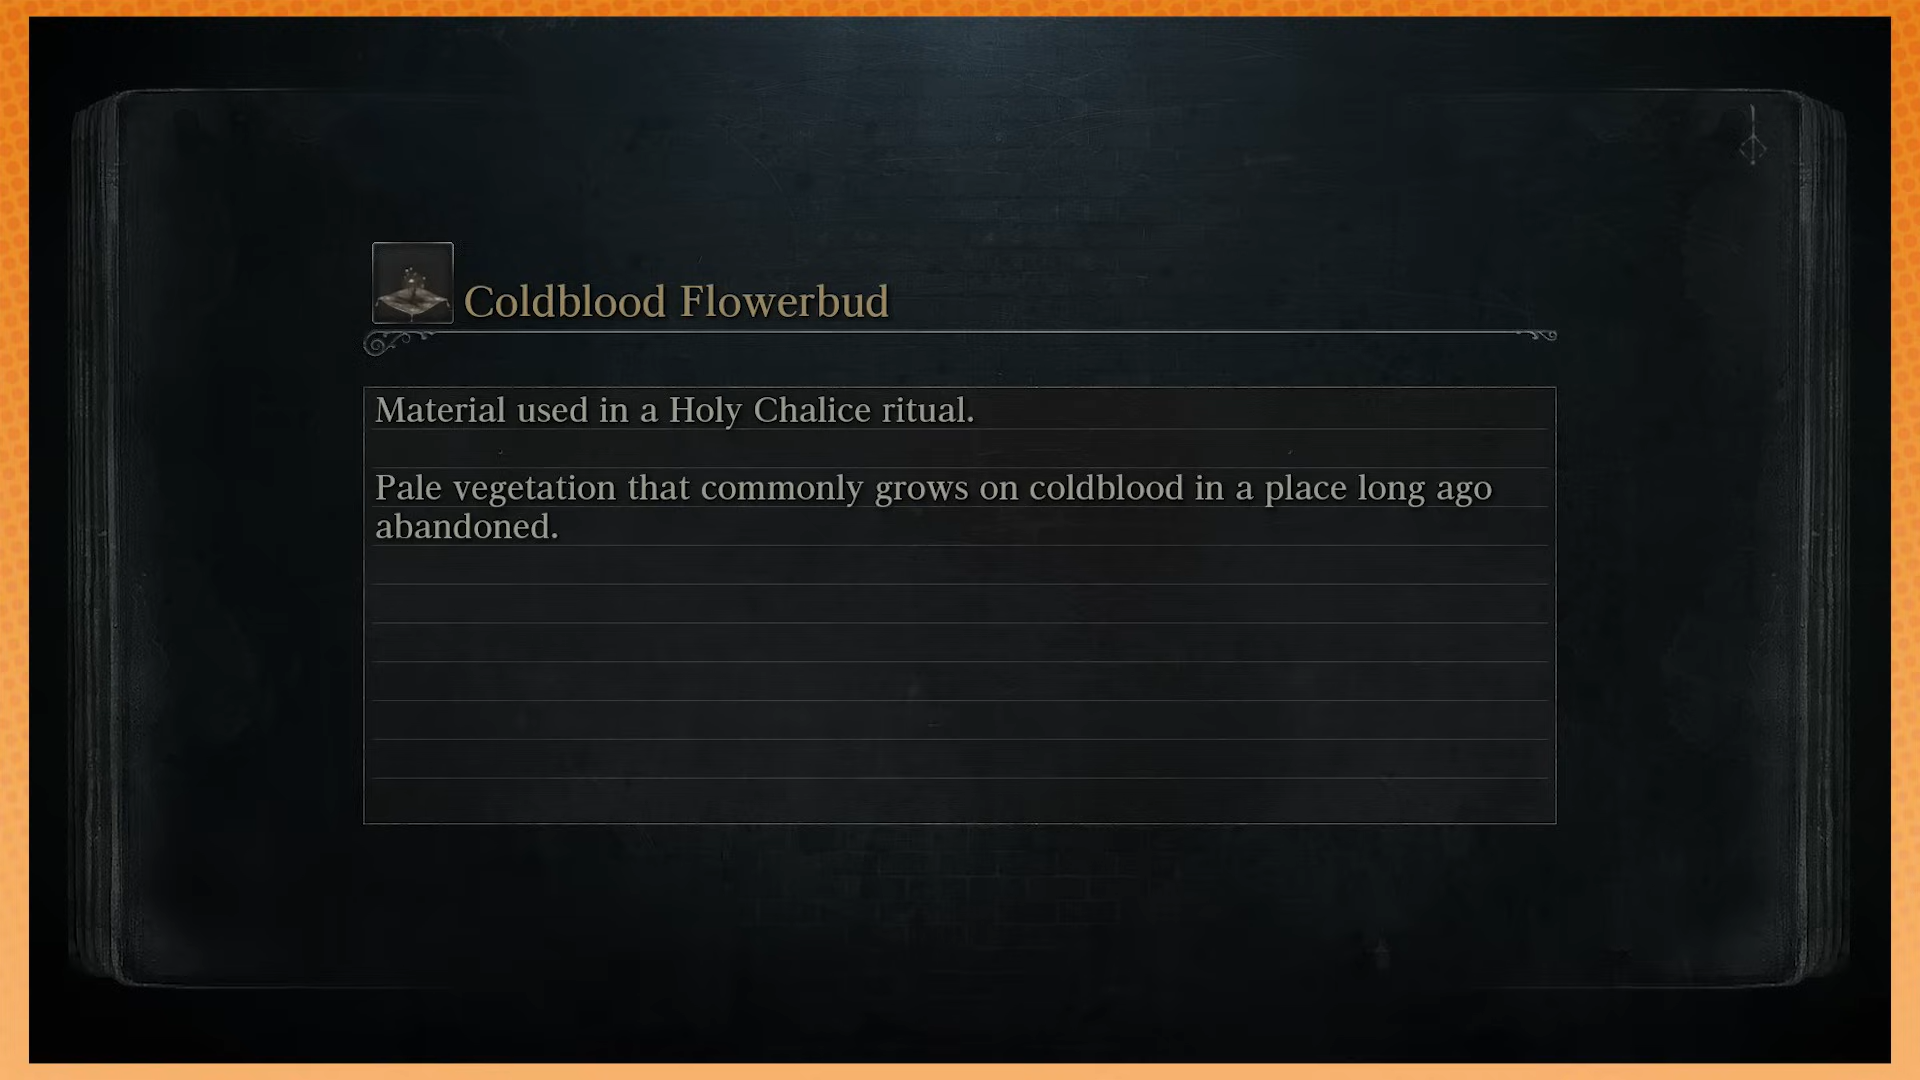 Coldblood Flowerbud
Material used in a Holy Chalice ritual.
Pale vegetation that commonly grows on coldblood in a place long ago
abandoned.